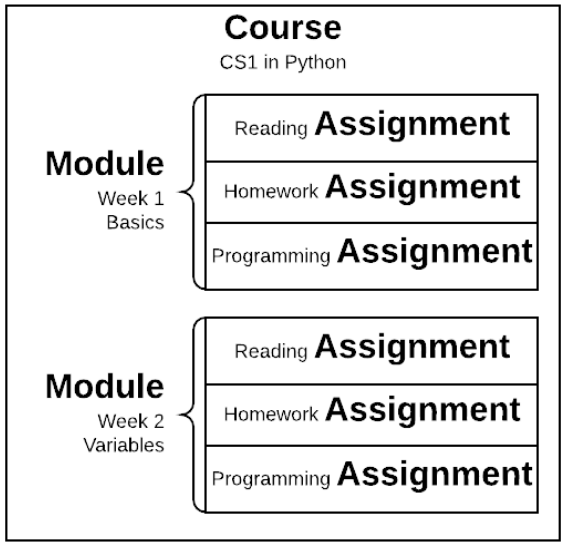 Course
CS1 in Python
Reading Assignment
Module
Week 1
Basics
Homework Assignment
Programming Assignment
Reading Assignment
Module
Week 2
Variables
Homework Assignment
Programming Assignment